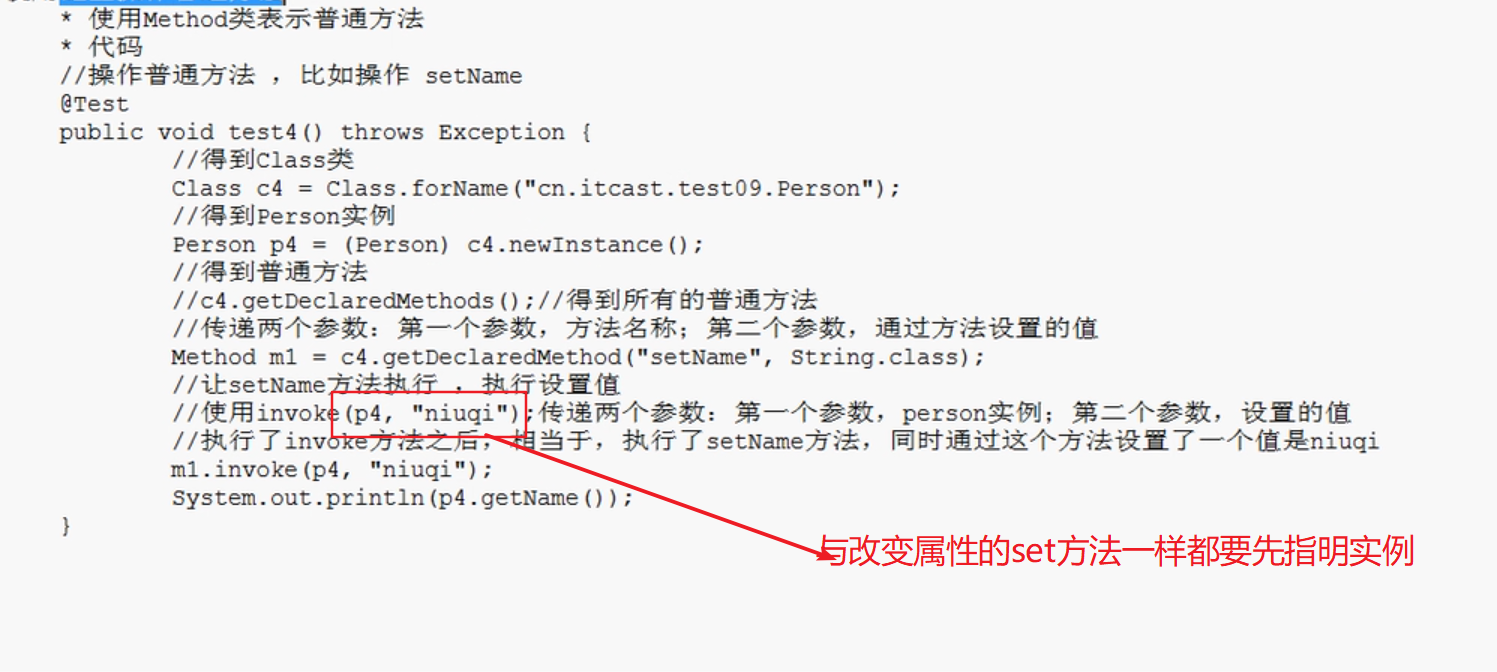 * 使用Method类表示普通方法
* 代码
//操作普通方法 ，比如操作 setName
@Test
public void test4() throws Exception {
//得到Class类
Class c4 = Class.forName("cn.itcast.test09.Person");
//得到Person实例
Person p4 = (Person) c4.newInstance();
//得到普通方法
//c4.getDeclaredMethods();//得到所有的普通方法
//传递两个参数：第一个参数，方法名称；第二个参数，通过方法设置的值
Method m1 = c4.getDeclaredMethod("setName", String.class);
//让setName方法执行 ，执行设置值
//使用invoke(p4, "niuqi");传递两个参数：第一个参数，person实例；第二个参数，设置的值
//执行了invoke方法之后，相当于，执行了setName方法，同时通过这个方法设置了一个值是niuqi
m1.invoke(p4, "niuqi");
System.out.println(p4.getName());
}
与改变属性的set方法一样都要先指明实例